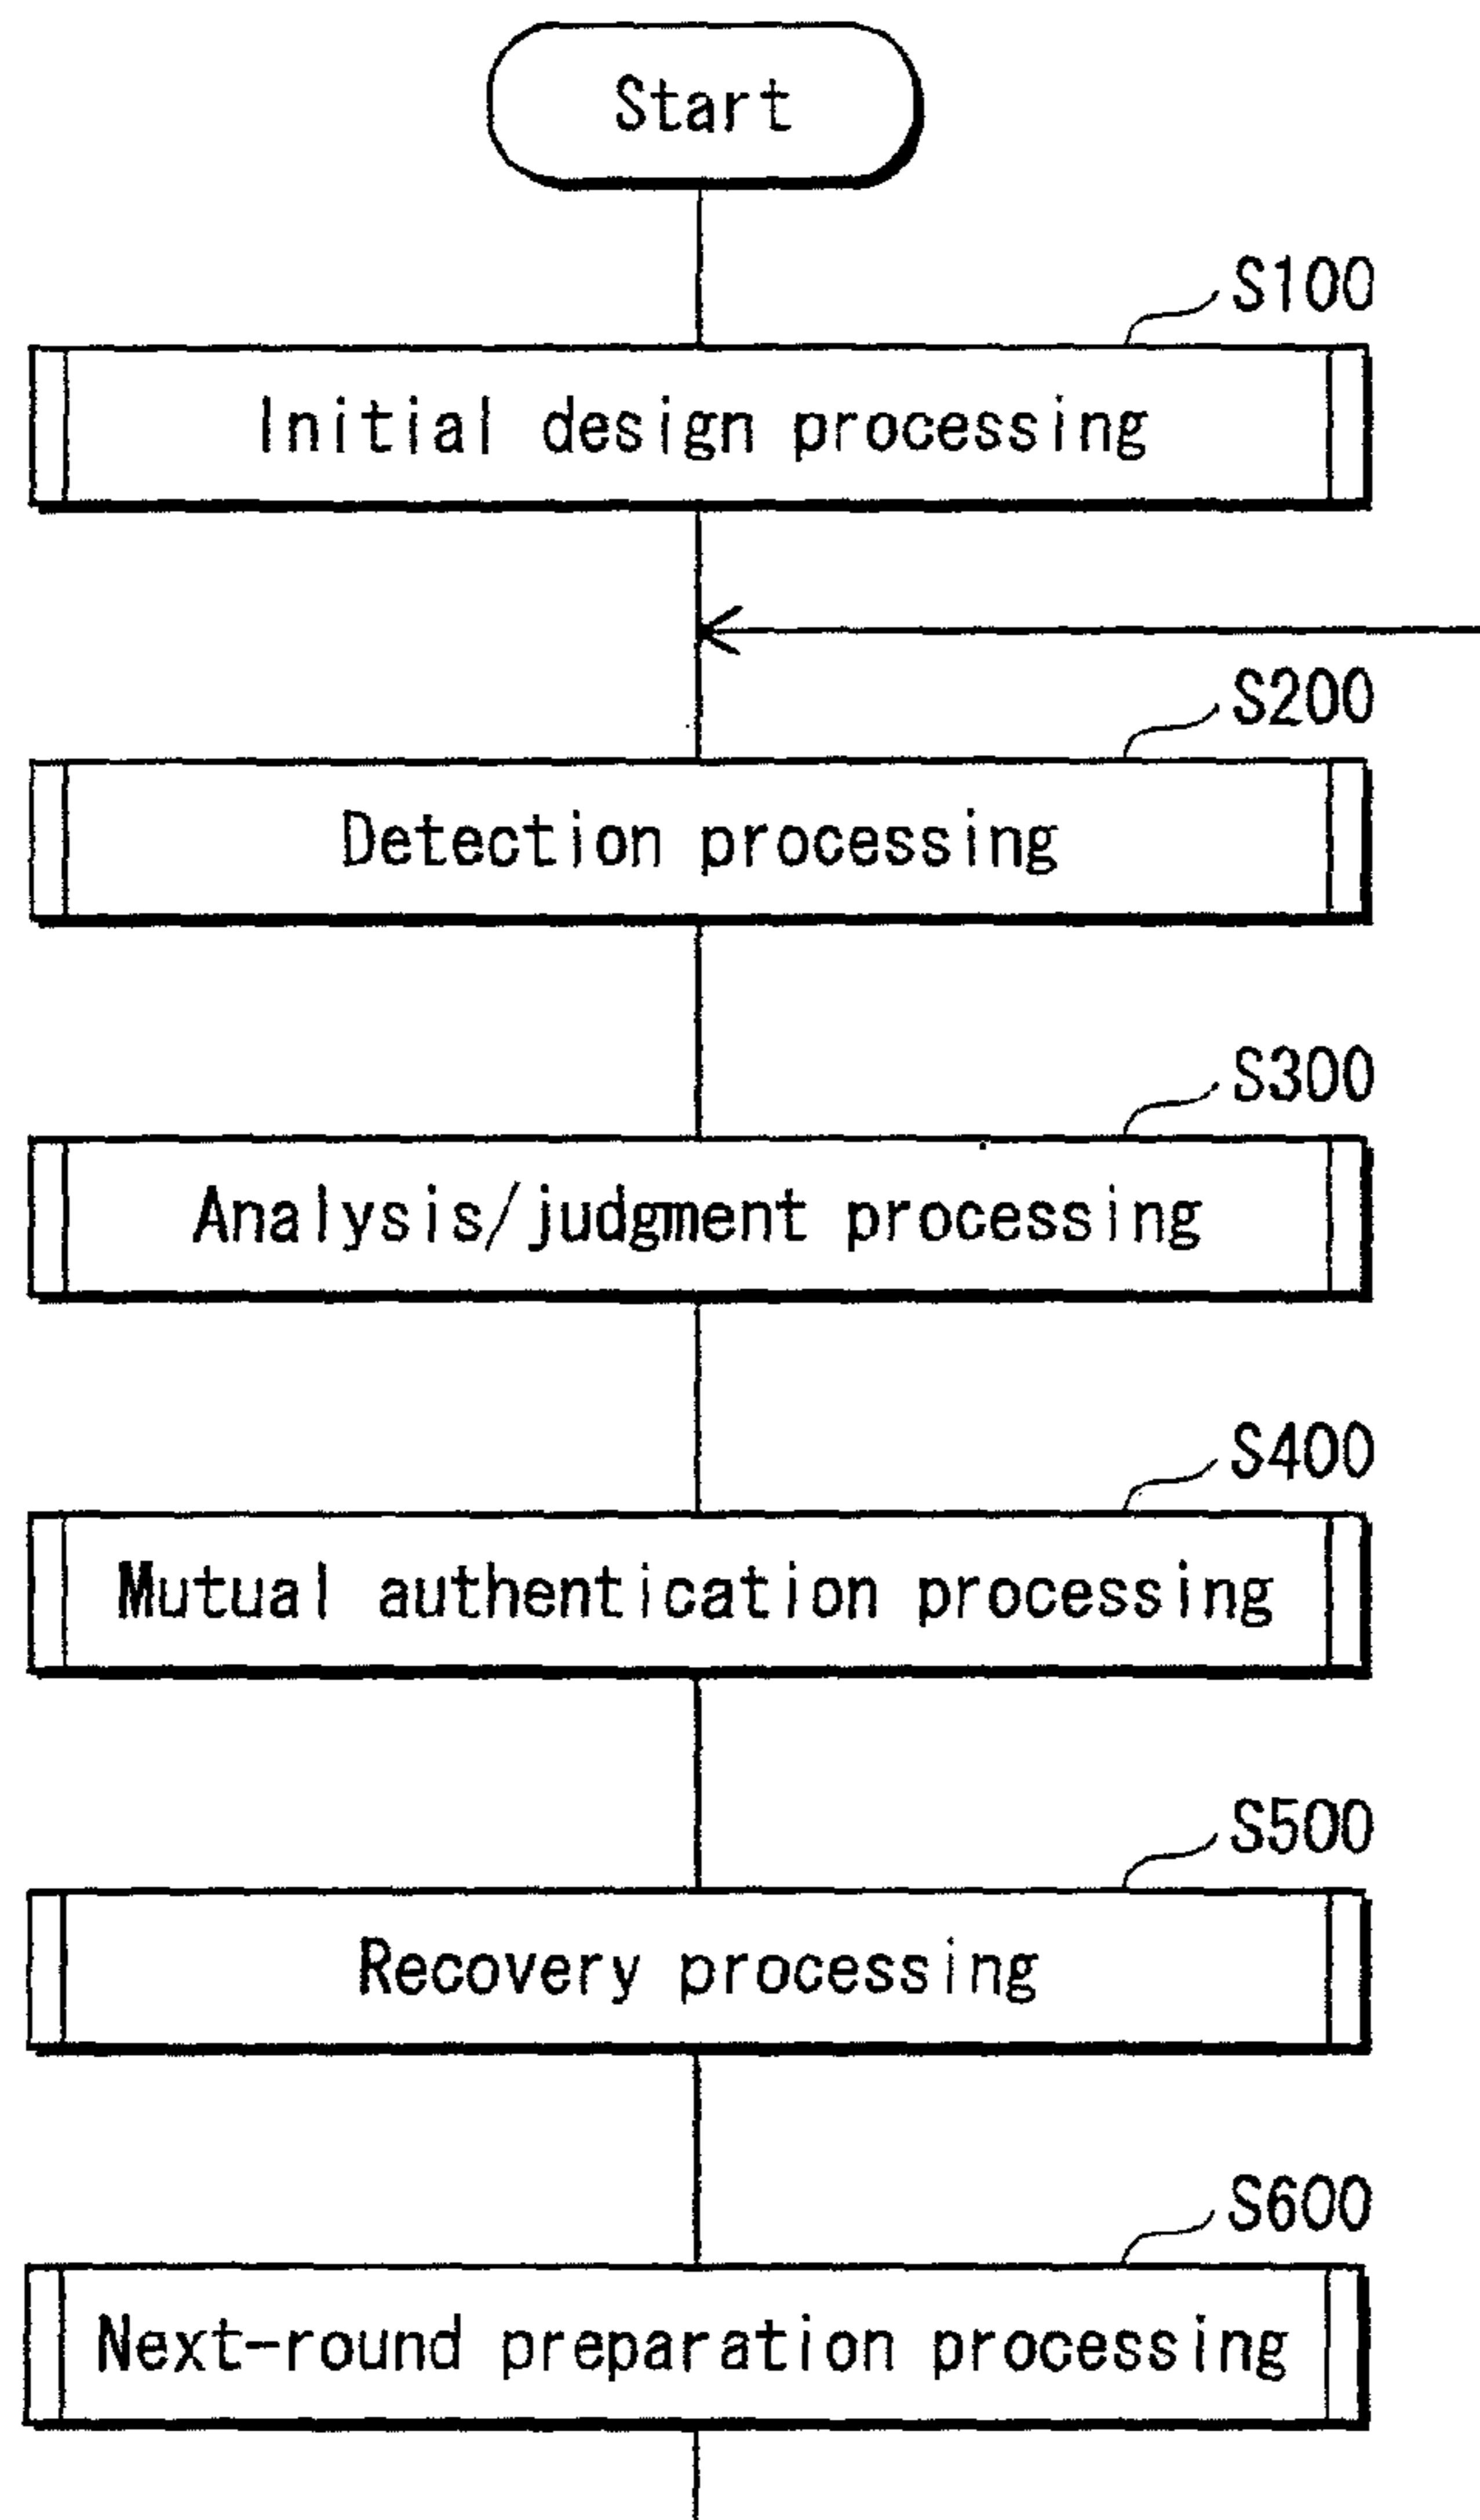 Start
S100
Initial design processing
S200
Detection processing
S300
Analysis/judgment processing
S400
Mutual authentication processing
S500
Recovery processing
S600
Next-round preparation processing